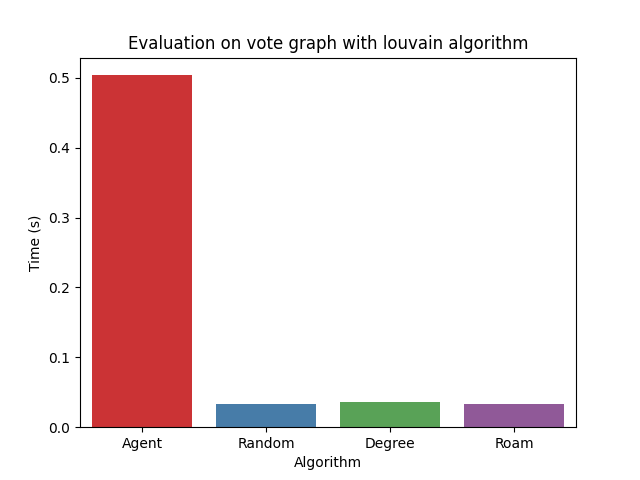 Evaluation on vote graph with louvain algorithm
Time (s)
0.5
0.4
0.3
0.2
0.1
0.0
Agent
Random
Degree
Roam
Algorithm